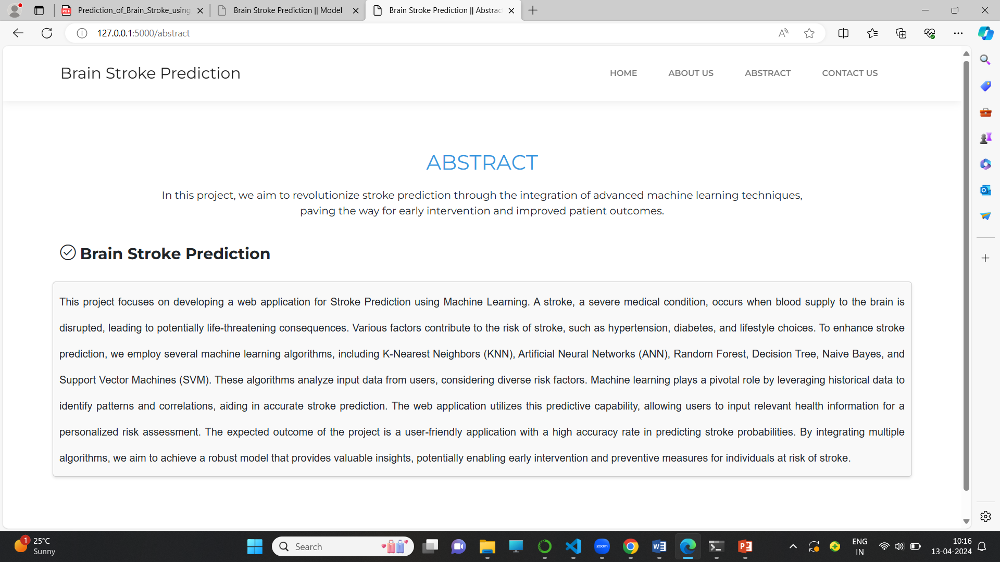 Prediction_of_Brain_Stroke_using
Brain Stroke Prediction || Model
Brain Stroke Prediction || Abstrac
127.0.0.1:5000/abstract
Brain Stroke Prediction
HOME
ABOUT US
ABSTRACT
CONTACT US
ABSTRACT
In this project, we aim to revolutionize stroke prediction through the integration of advanced machine learning techniques,
paving the way for early intervention and improved patient outcomes.
Brain Stroke Prediction
This project focuses on developing a web application for Stroke Prediction using Machine Learning. A stroke, a severe medical condition, occurs when blood supply to the brain is
disrupted, leading to potentially life-threatening consequences. Various factors contribute to the risk of stroke, such as hypertension, diabetes, and lifestyle choices. To enhance stroke
prediction, we employ several machine learning algorithms, including K-Nearest Neighbors (KNN), Artificial Neural Networks (ANN), Random Forest, Decision Tree, Naive Bayes, and
Support Vector Machines (SVM). These algorithms analyze input data from users, considering diverse risk factors. Machine learning plays a pivotal role by leveraging historical data to
identify patterns and correlations, aiding in accurate stroke prediction. The web application utilizes this predictive capability, allowing users to input relevant health information for a
personalized risk assessment. The expected outcome of the project is a user-friendly application with a high accuracy rate in predicting stroke probabilities. By integrating multiple
algorithms, we aim to achieve a robust model that provides valuable insights, potentially enabling early intervention and preventive measures for individuals at risk of stroke.
1
25°C
Sunny
Search
zoom
ENG
IN
10:16
13-04-2024